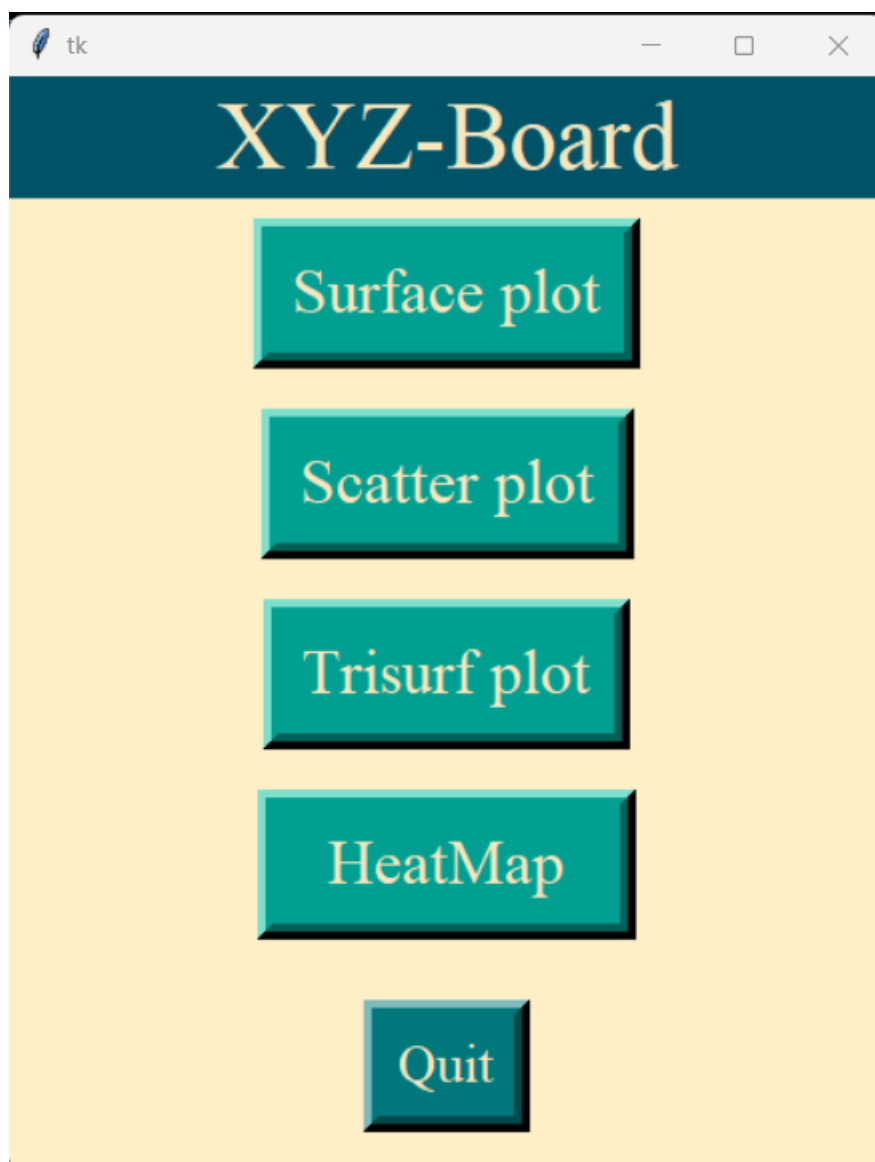 tk
XYZ-Board
Surface plot
Scatter plot
Trisurf plot
HeatMap
Quit